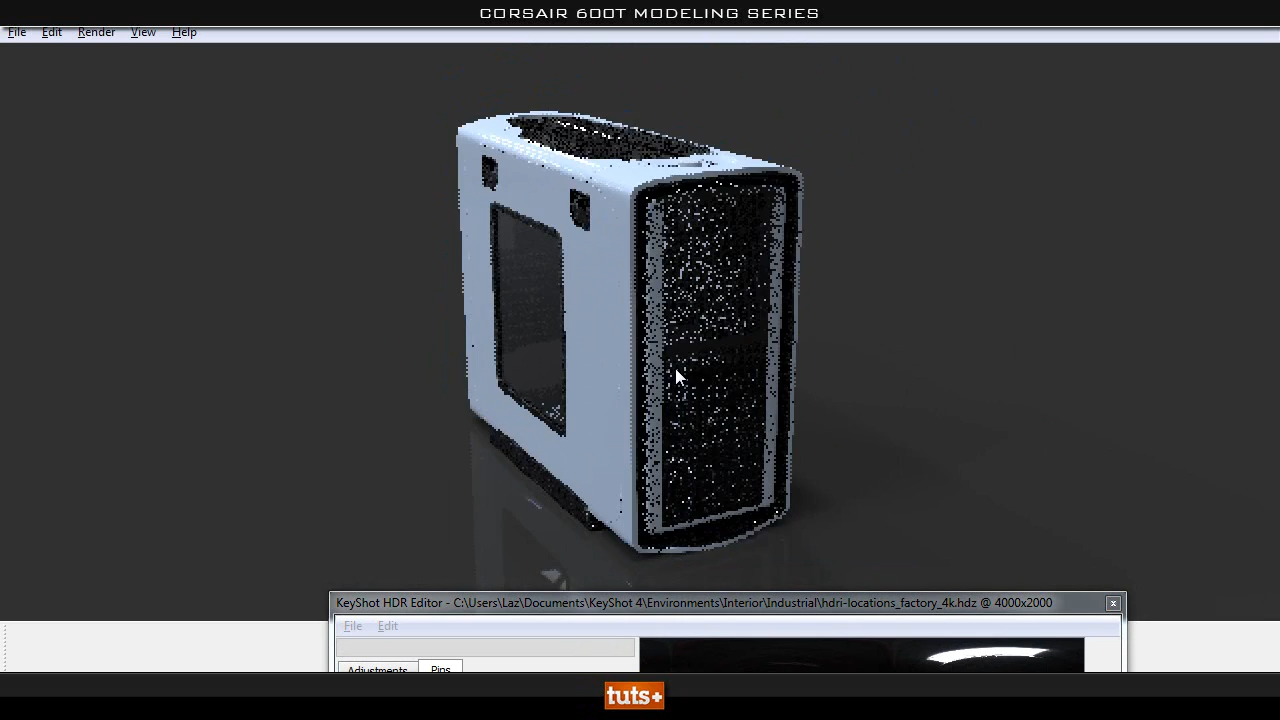 CORSAIR 600T MODELING SERIES
File Edit Render View Help
KeyShot HDR Editor - C:\Users\Laz\Documents\KeyShot 4\Environments\Interior\Industrial\hdri-locations_factory_4k.hdz @ 4000x2000
File Edit
Adjustments Pins
tuts+